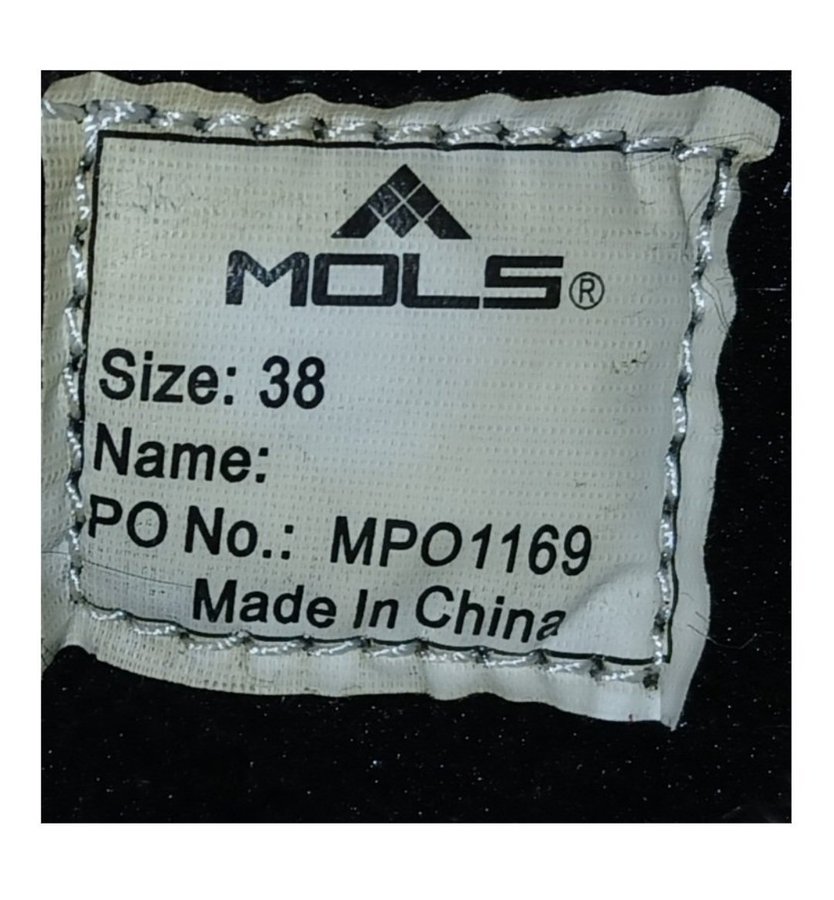 MOLS®
Size: 38
Name:
PO No.: MPO1169
Made In China